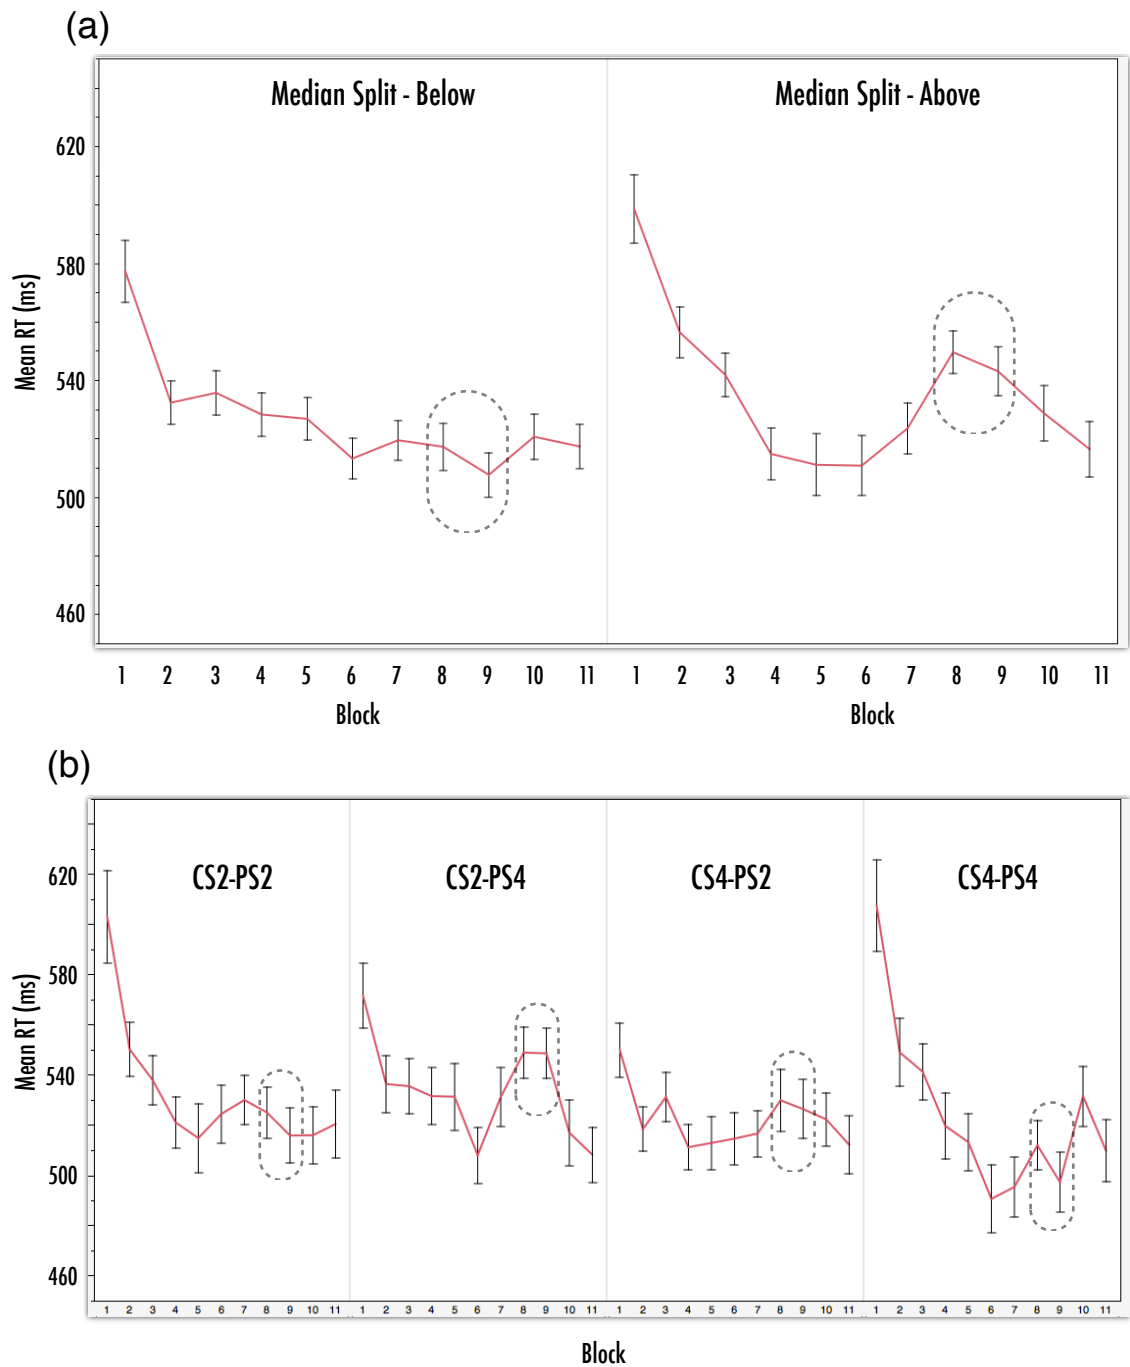 (a)
Median Split - Below
Median Split - Above
620
580
540
500
460
Mean RT (ms)
1 2 3 4 5 6 7 8 9 10 11
1 2 3 4 5 6 7 8 9 10 11
Block
Block
(b)
CS2-PS2
CS2-PS4
CS4-PS2
CS4-PS4
620
580
540
500
460
Mean RT (ms)
1 2 3 4 5 6 7 8 9 10 11
1 2 3 4 5 6 7 8 9 10 11
1 2 3 4 5 6 7 8 9 10 11
1 2 3 4 5 6 7 8 9 10 11
Block